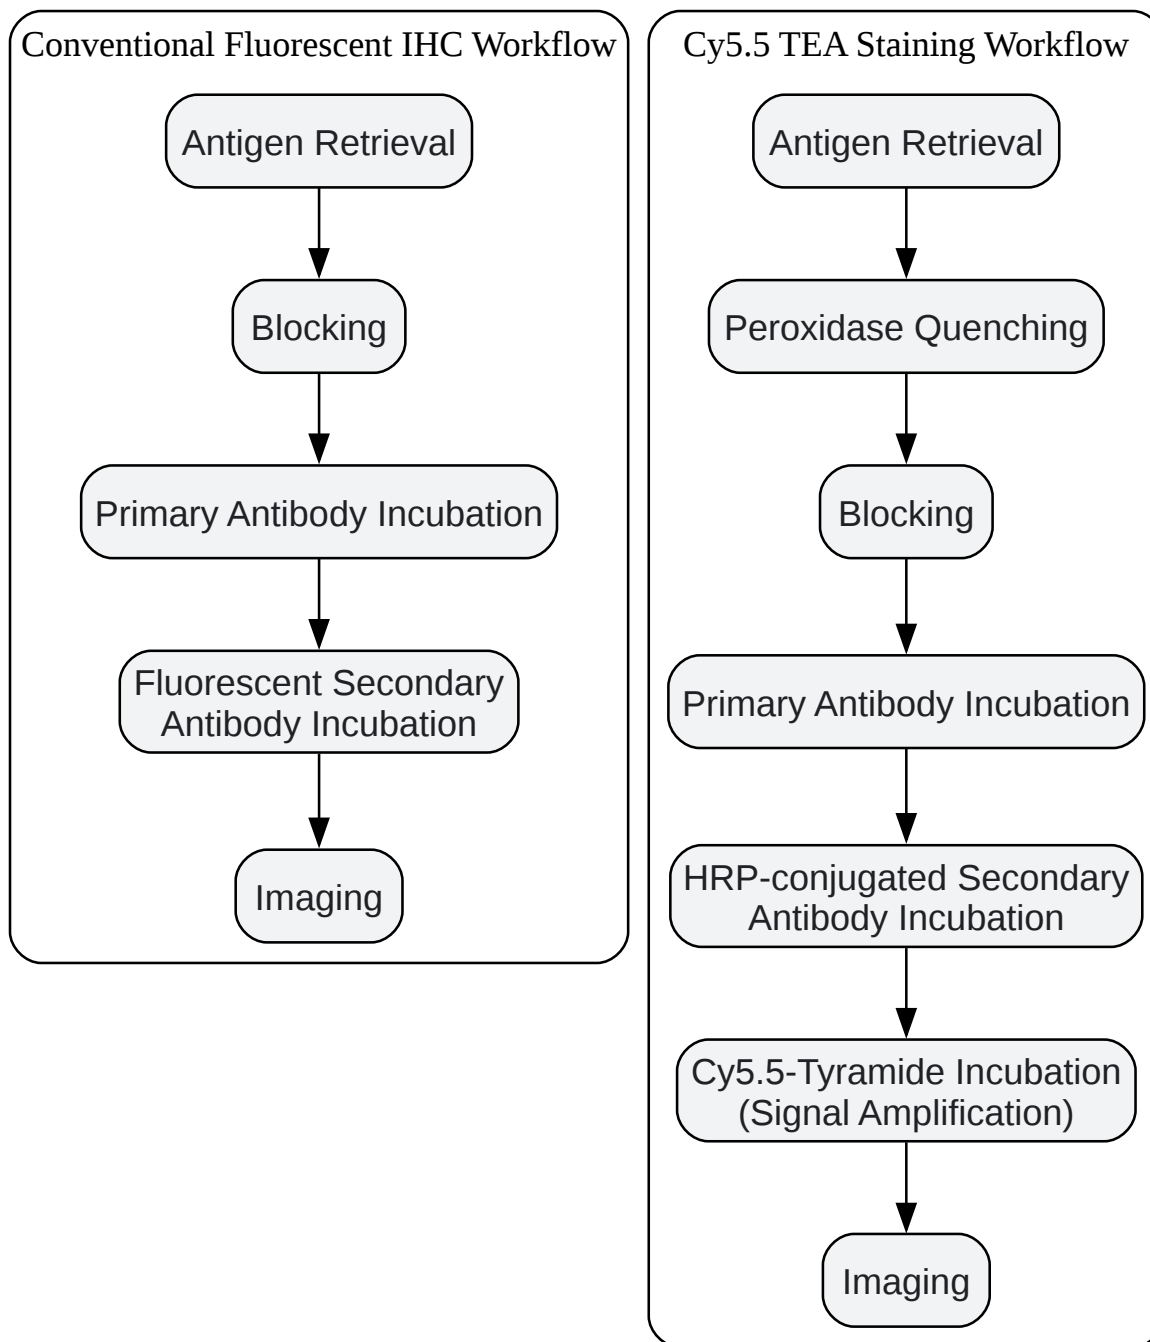 Conventional Fluorescent IHC Workflow
Antigen Retrieval
Blocking
Primary Antibody Incubation
Fluorescent Secondary
Antibody Incubation
Imaging
Cy5.5 TEA Staining Workflow
Antigen Retrieval
Peroxidase Quenching
Blocking
Primary Antibody Incubation
HRP-conjugated Secondary
Antibody Incubation
Cy5.5-Tyramide Incubation
(Signal Amplification)
Imaging